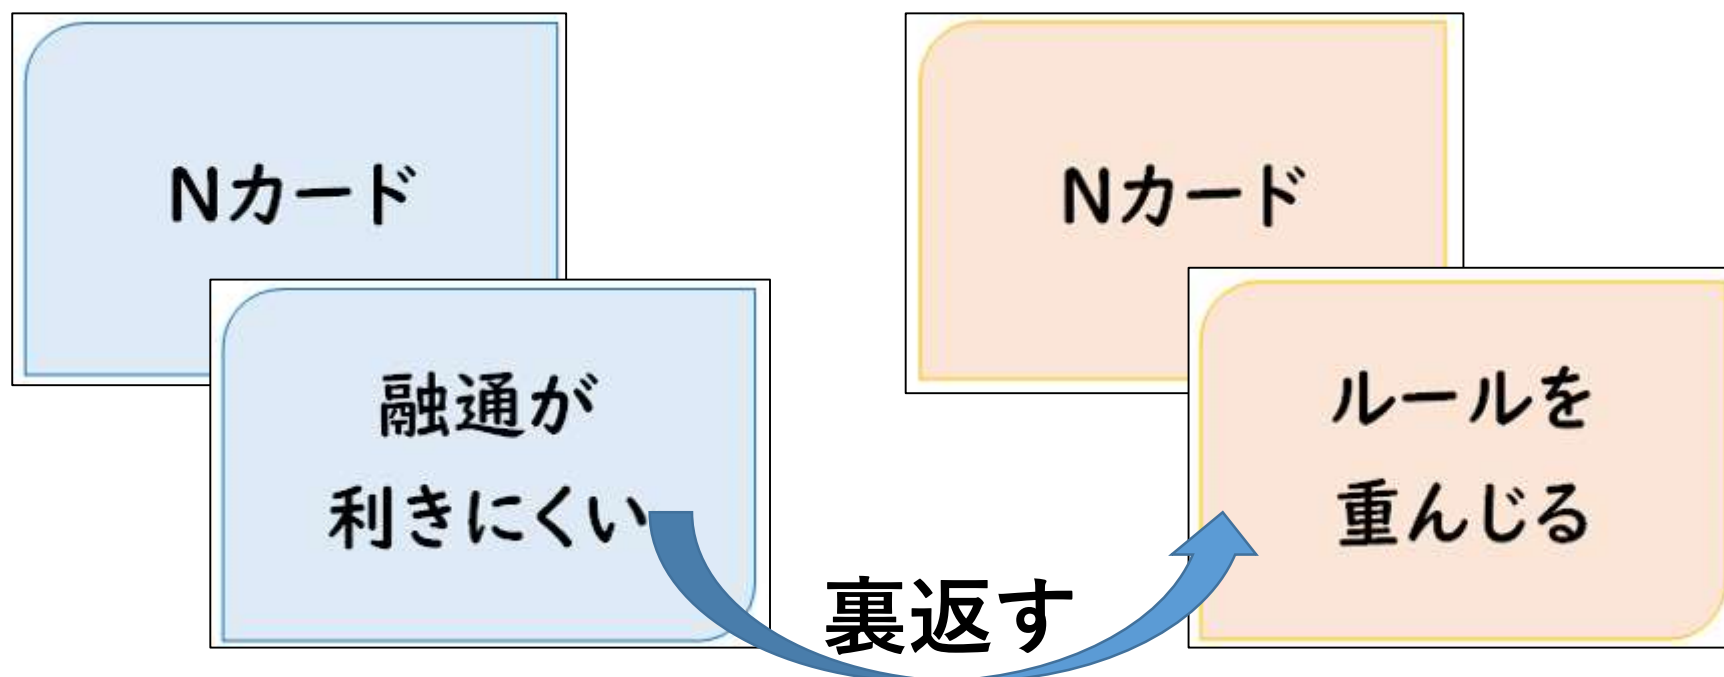 Nカード
融通が
利きにくい
裏返す
Nカード
ルールを
重んじる